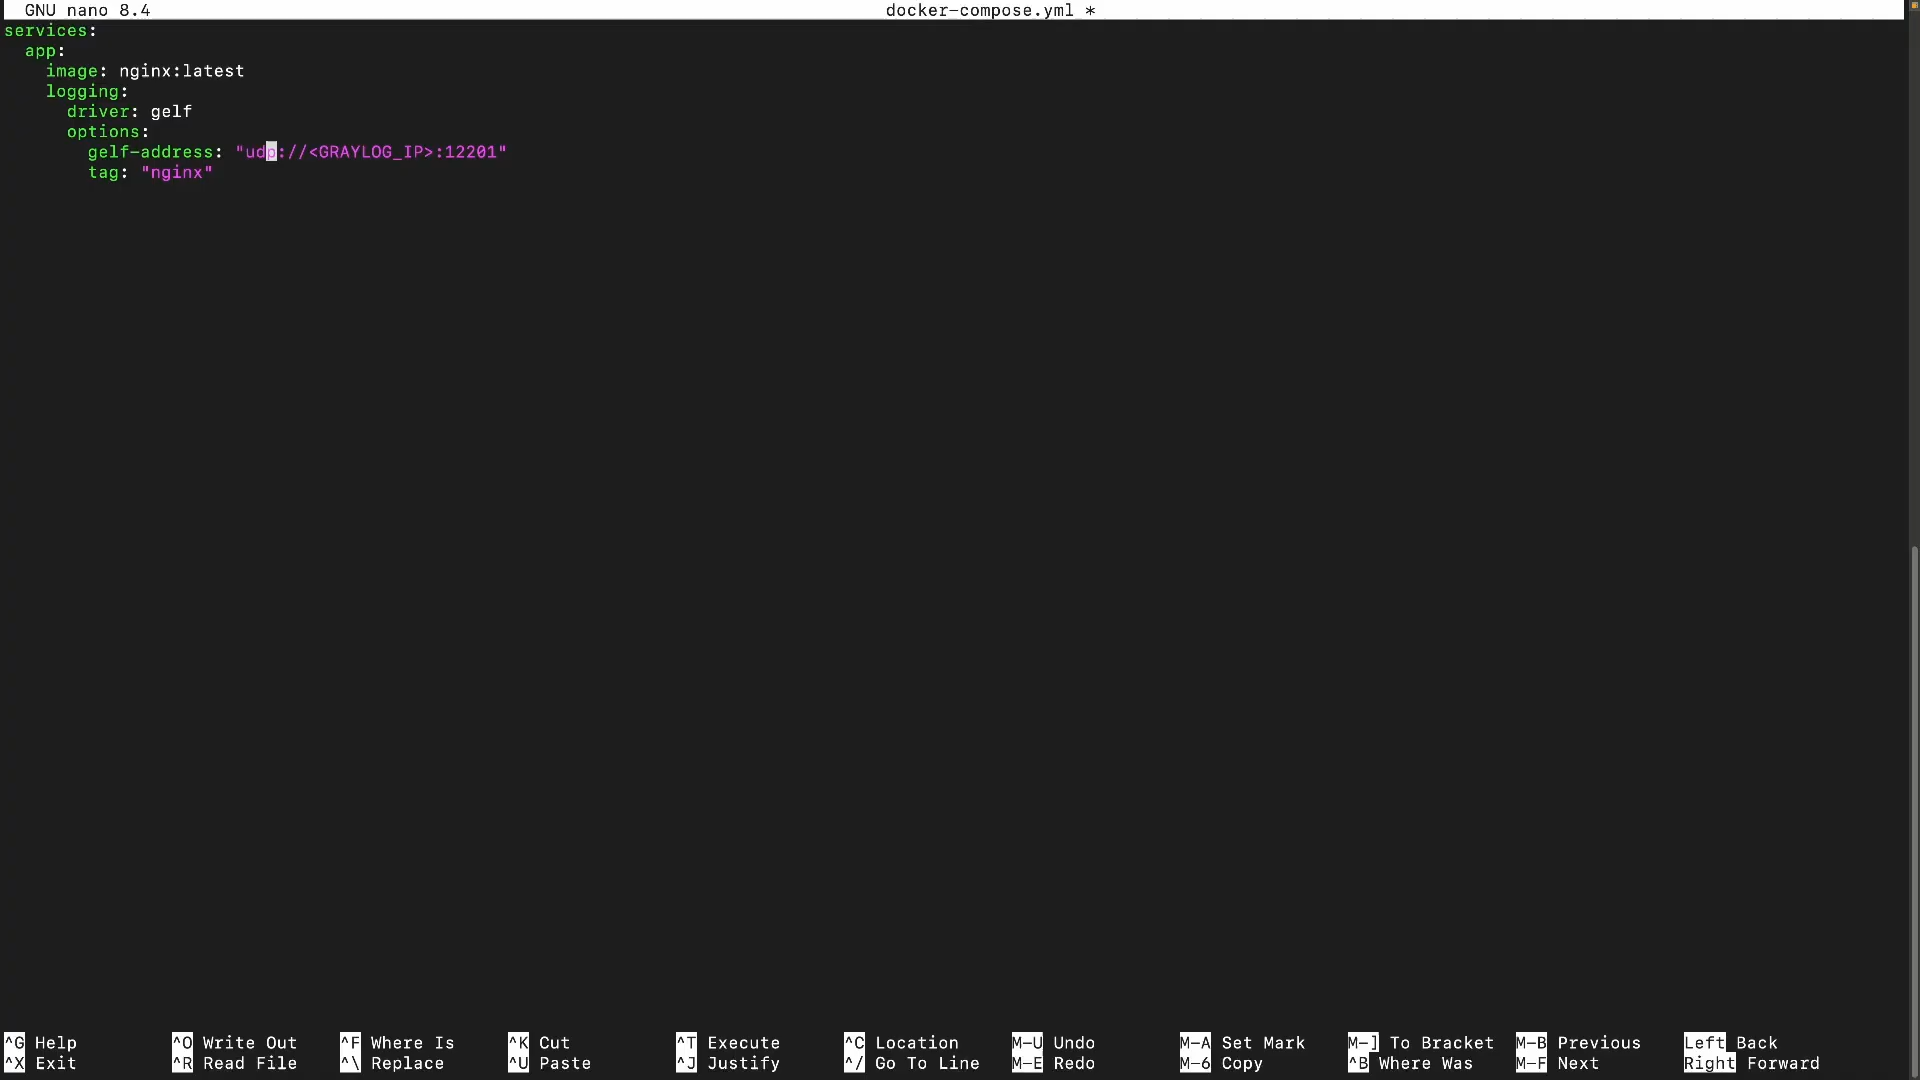 GNU nano 8.4 docker-compose.yml *
services:
  app:
    image: nginx:latest
    logging:
      driver: gelf
      options:
        gelf-address: "udp://<GRAYLOG_IP>:12201"
        tag: "nginx"
^G Help ^O Write Out ^F Where Is ^K Cut ^T Execute ^C Location M-U Undo M-A Set Mark M-] To Bracket M-B Previous Left Back
^X Exit ^R Read File ^\ Replace ^U Paste ^J Justify ^/ Go To Line M-E Redo M-6 Copy ^B Where Was M-F Next Right Forward